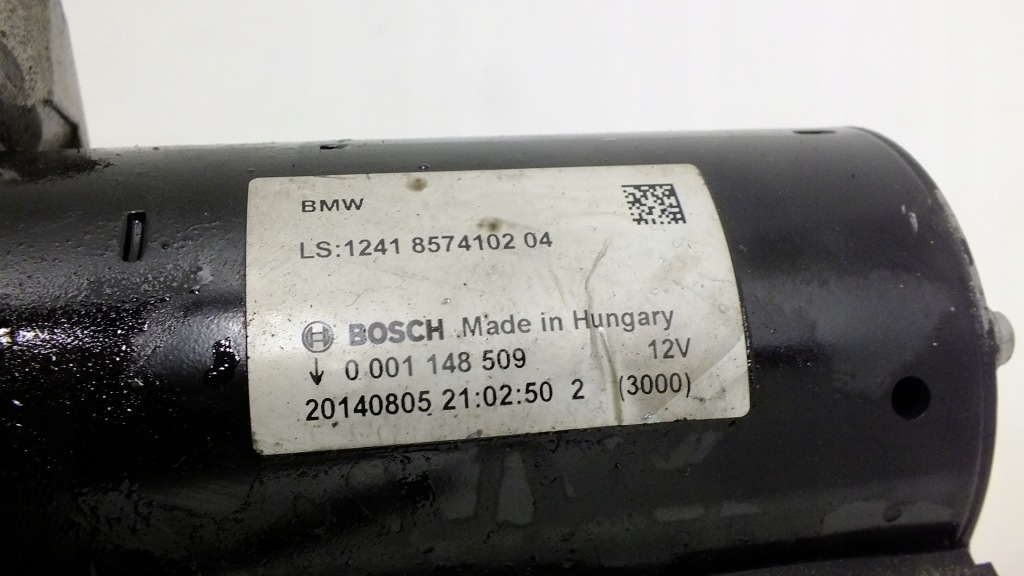 BMW
LS:1241 8574102 04
BOSCH Made in Hungary
↓ 0 001 148 509 12V
20140805 21:02:50 2 (3000)